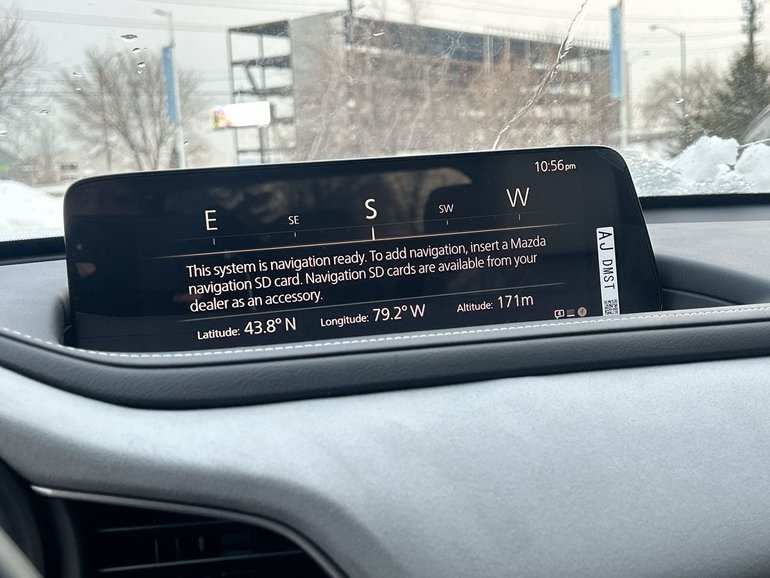 10:56pm
E SE S SW W
This system is navigation ready. To add navigation, insert a Mazda
navigation SD card. Navigation SD cards are available from your
dealer as an accessory.
Latitude: 43.8° N Longitude: 79.2° W Altitude: 171m
AJ DMST